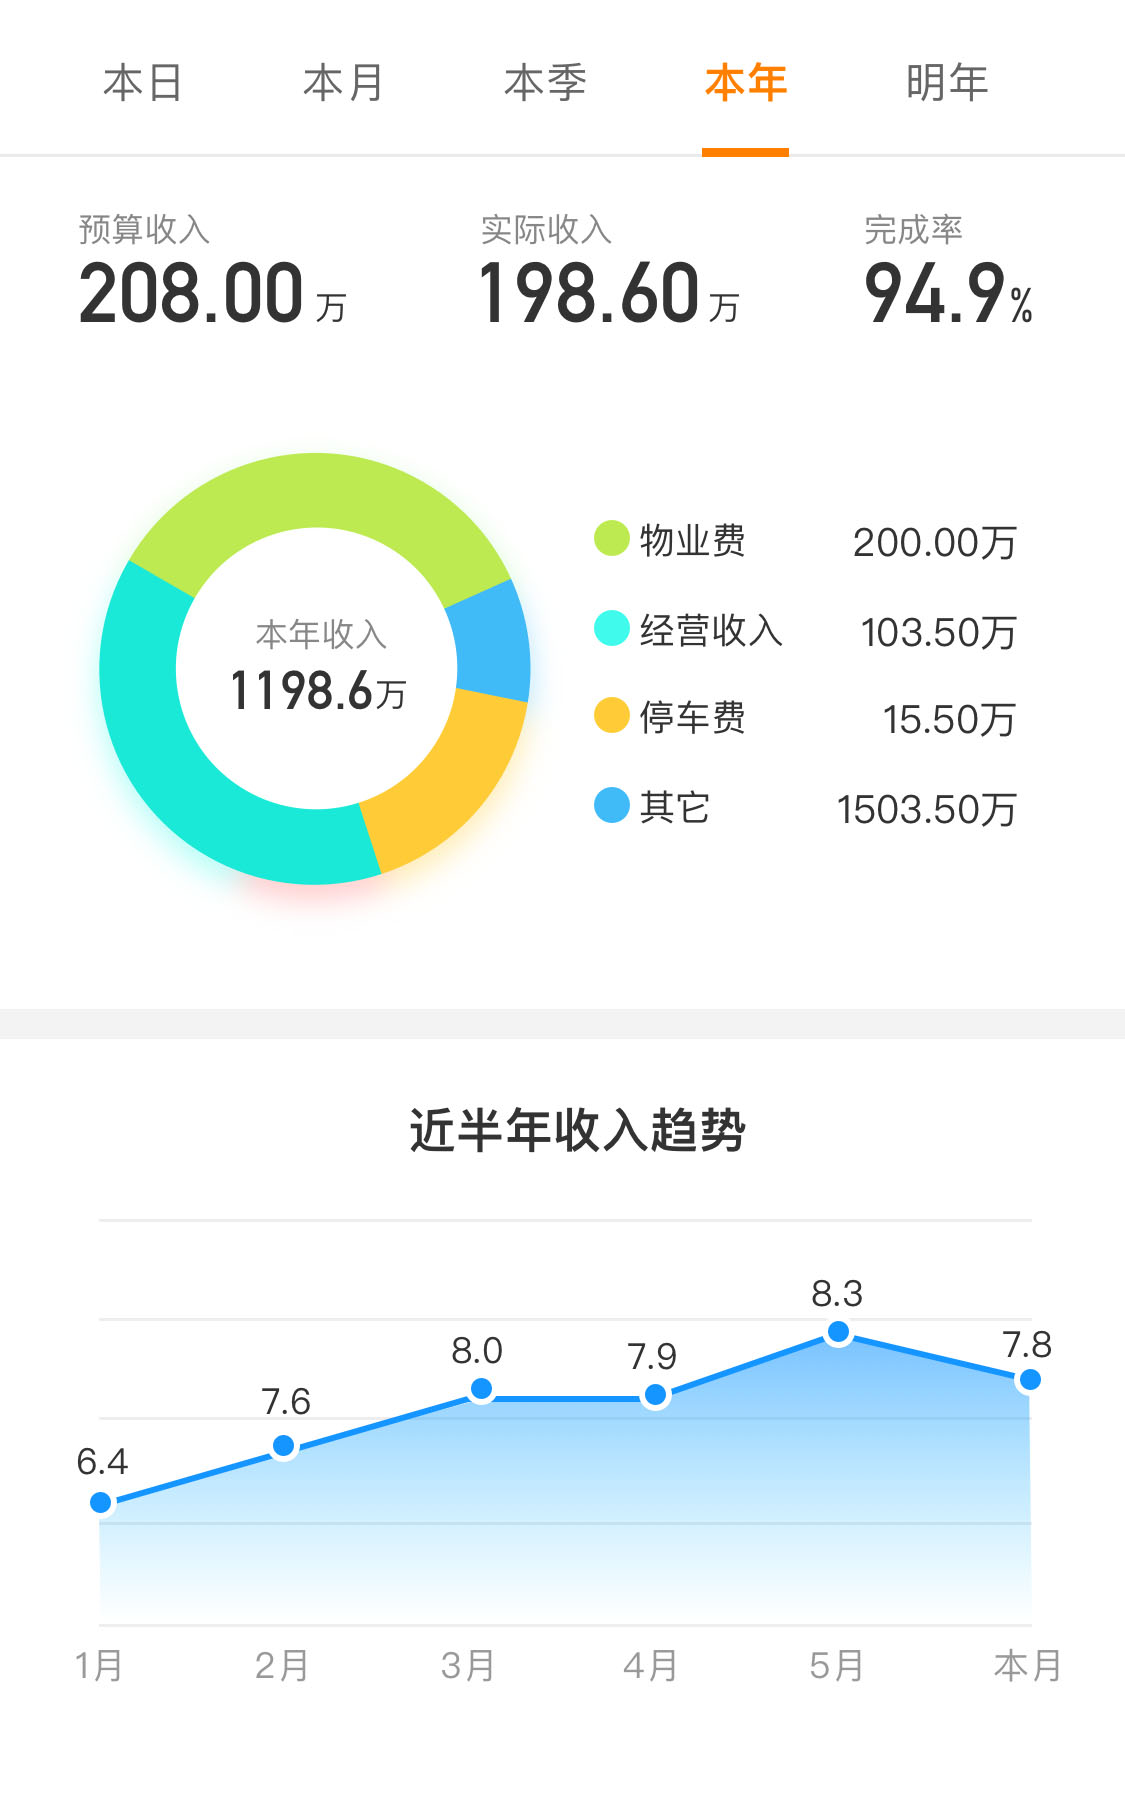 本日 本月 本季 本年 明年
预算收入 实际收入 完成率
208.00 万 198.60 万 94.9%
物业费 200.00万
本年收入
1198.6万
经营收入 103.50万
停车费 15.50万
其它 1503.50万
近半年收入趋势
8.3
7.8
8.0
7.9
7.6
6.4
1月 2月 3月 4月 5月 本月